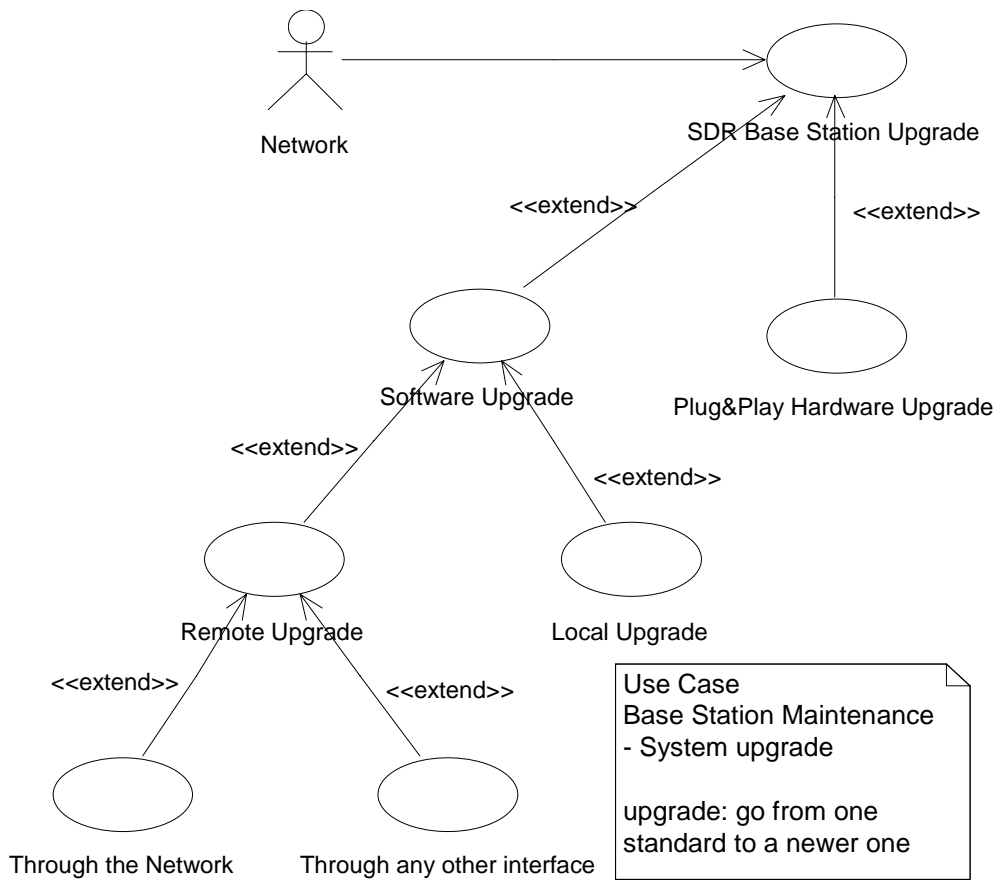 SDR Base Station Upgrade
Network
<<extend>>
<<extend>>
Software Upgrade
Plug&Play Hardware Upgrade
<<extend>>
<<extend>>
Remote Upgrade
Local Upgrade
<<extend>>
<<extend>>
Use Case
Base Station Maintenance
- System upgrade
upgrade: go from one
standard to a newer one
Through the Network
Through any other interface